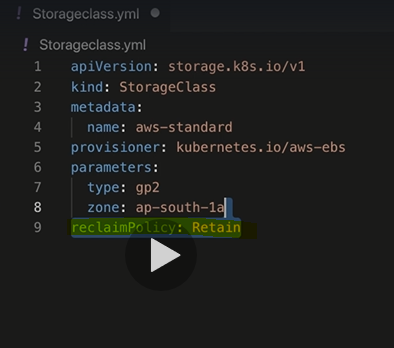 Storageclass.yml
! Storageclass.yml
1 apiVersion: storage.k8s.io/v1
2 kind: StorageClass
3 metadata:
4   name: aws-standard
5 provisioner: kubernetes.io/aws-ebs
6 parameters:
7   type: gp2
8   zone: ap-south-1a
9 reclaimPolicy: Retain